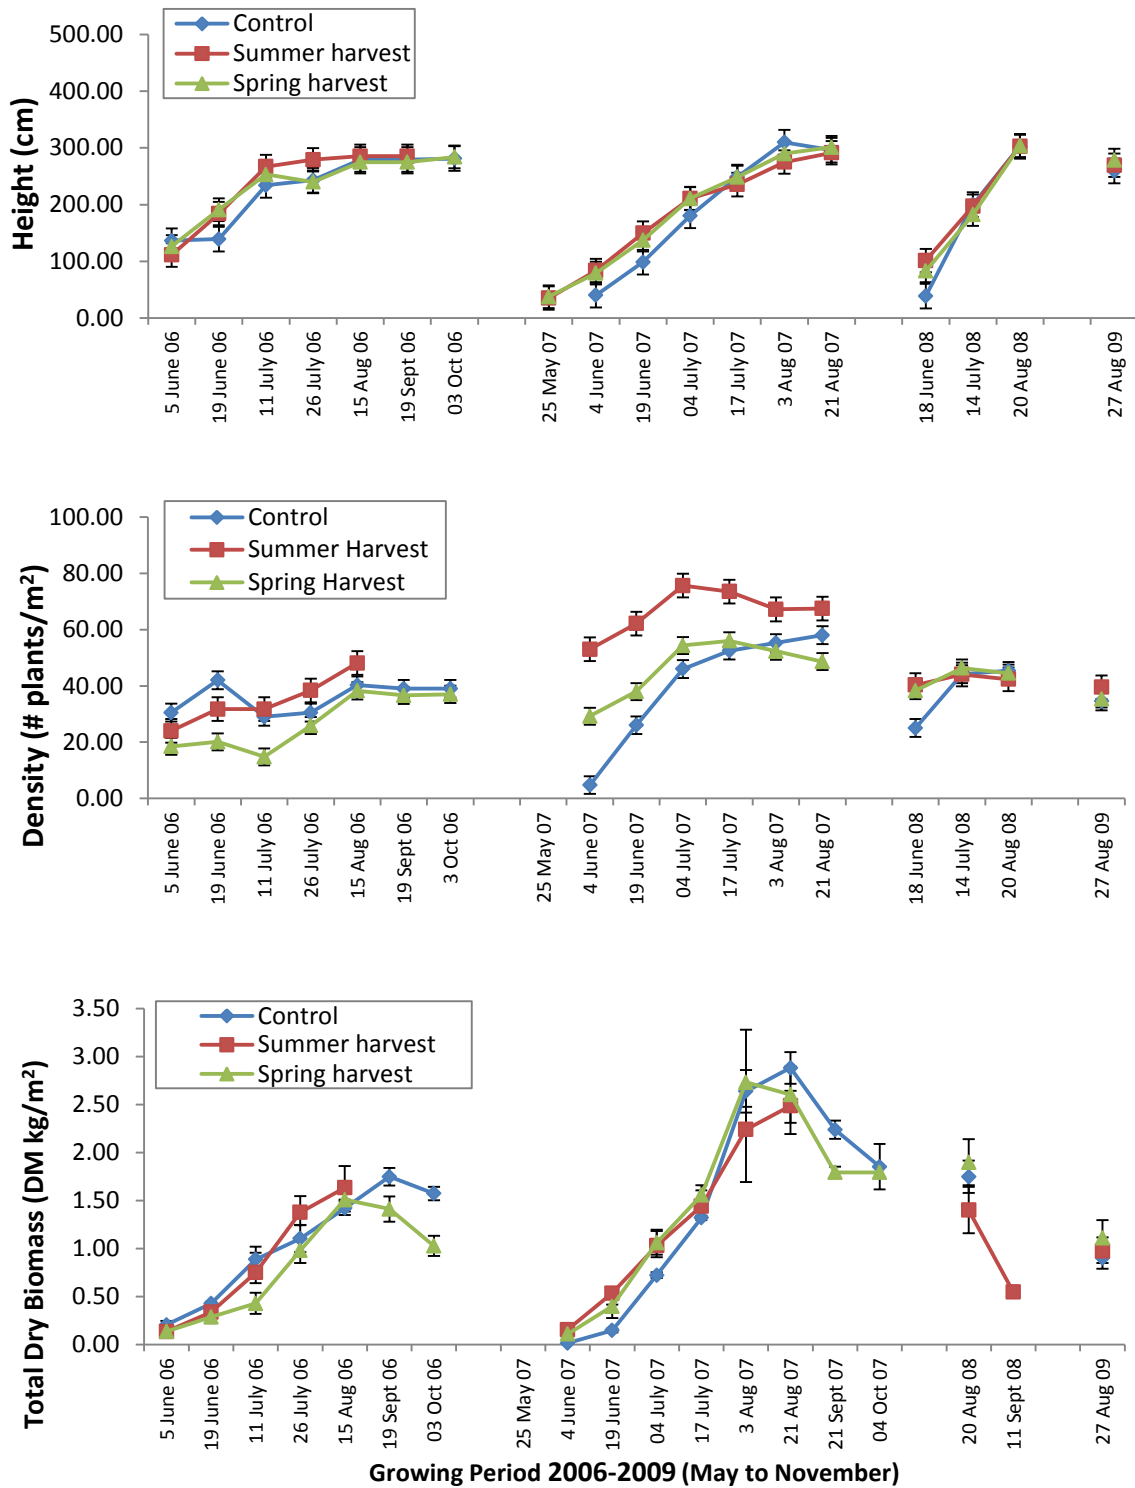 Control
Summer harvest
Spring harvest
Height (cm)
500.00
400.00
300.00
200.00
100.00
0.00
5 June 06
19 June 06
11 July 06
26 July 06
15 Aug 06
19 Sept 06
03 Oct 06
25 May 07
4 June 07
19 June 07
04 July 07
17 July 07
3 Aug 07
21 Aug 07
18 June 08
14 July 08
20 Aug 08
27 Aug 09
Control
Summer Harvest
Spring Harvest
Density (# plants/m²)
100.00
80.00
60.00
40.00
20.00
0.00
5 June 06
19 June 06
11 July 06
26 July 06
15 Aug 06
19 Sept 06
3 Oct 06
25 May 07
4 June 07
19 June 07
04 July 07
17 July 07
3 Aug 07
21 Aug 07
18 June 08
14 July 08
20 Aug 08
27 Aug 09
Control
Summer harvest
Spring harvest
Total Dry Biomass (DM kg/m²)
3.50
3.00
2.50
2.00
1.50
1.00
0.50
0.00
5 June 06
19 June 06
11 July 06
26 July 06
15 Aug 06
19 Sept 06
03 Oct 06
25 May 07
4 June 07
19 June 07
04 July 07
17 July 07
3 Aug 07
21 Aug 07
21 Sept 07
04 Oct 07
20 Aug 08
11 Sept 08
27 Aug 09
Growing Period 2006-2009 (May to November)